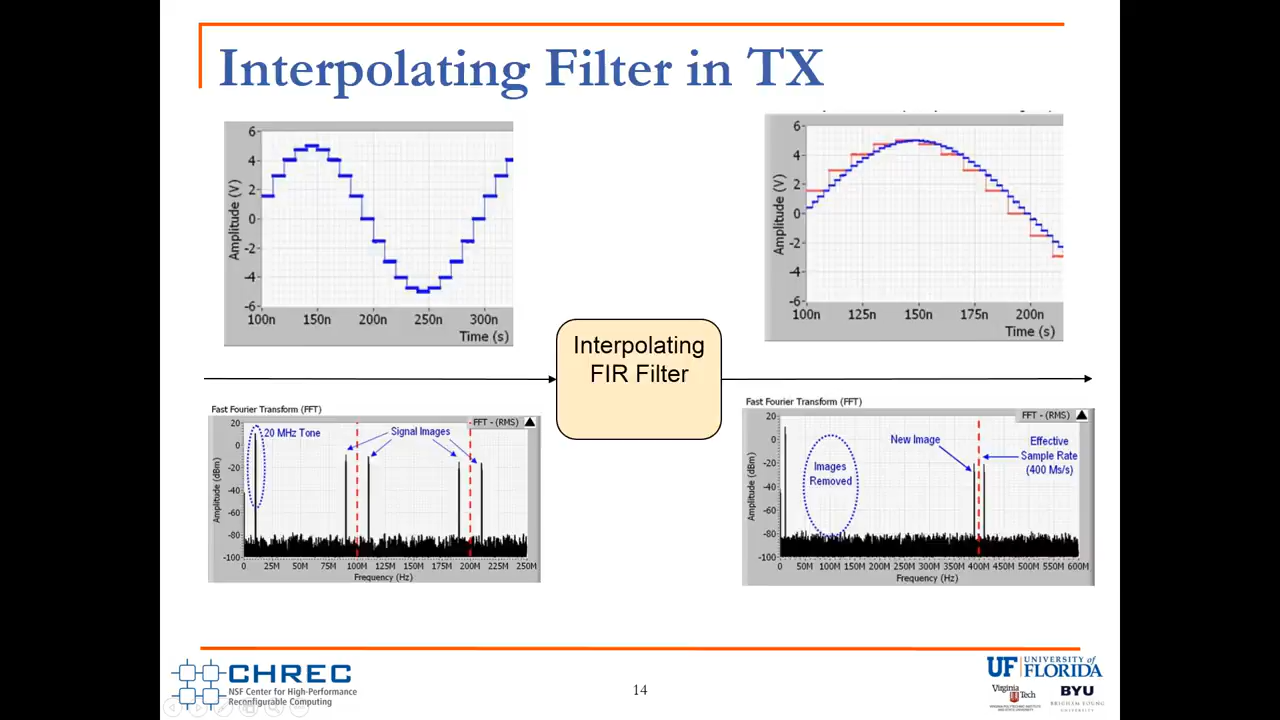 Interpolating Filter in TX
6
4
2
0
-2
-4
-6
Amplitude (V)
100n 150n 200n 250n 300n
Time (s)
6
4
2
0
-2
-4
-6
Amplitude (V)
100n 125n 150n 175n 200n
Time (s)
Interpolating
FIR Filter
Fast Fourier Transform (FFT)
FFT - (RMS)
20 MHz Tone
Signal Images
20
0
-20
-40
-60
-80
-100
Amplitude (dBm)
0 25M 50M 75M 100M 125M 150M 175M 200M 225M 250M
Frequency (Hz)
Fast Fourier Transform (FFT)
FFT - (RMS)
New Image
Effective
Sample Rate
(400 Ms/s)
Images
Removed
20
0
-20
-40
-60
-80
-100
Amplitude (dBm)
0 50M 100M 150M 200M 250M 300M 350M 400M 450M 500M 550M 600M
Frequency (Hz)
CHREC
NSF Center for High-Performance
Reconfigurable Computing
14
UF UNIVERSITY of
FLORIDA
Virginia Tech
BYU
BRIGHAM YOUNG
UNIVERSITY